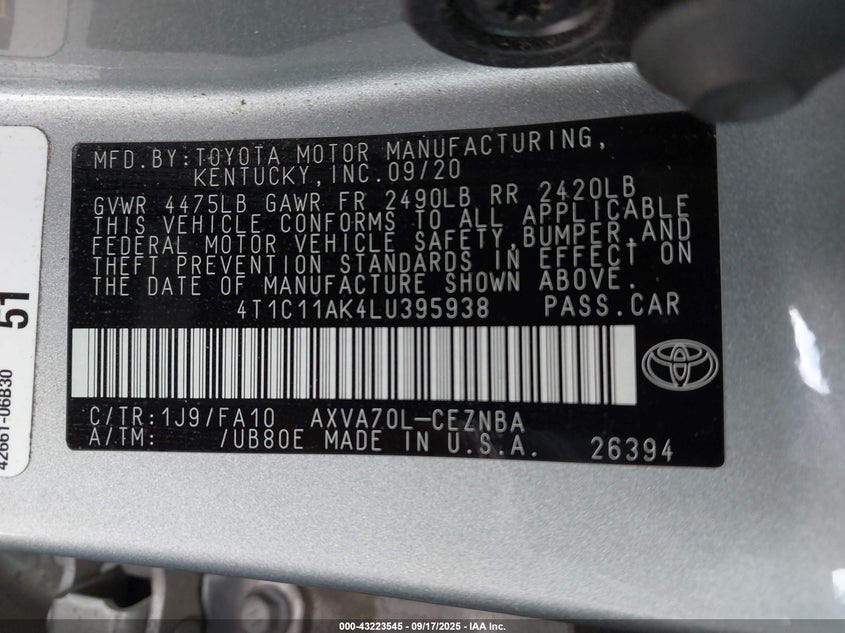 MFD.BY:TOYOTA MOTOR MANUFACTURING,
KENTUCKY,INC.09/20
GVWR 4475LB GAWR FR 2490LB RR 2420LB
THIS VEHICLE CONFORMS TO ALL APPLICABLE
FEDERAL MOTOR VEHICLE SAFETY,BUMPER,AND
THEFT PREVENTION STANDARDS IN EFFECT ON
THE DATE OF MANUFACTURE SHOWN ABOVE.
4T1C11AK4LU395938 PASS.CAR
C/TR:1J9/FA10 AXVA70L-CEZNBA
A/TM: /UB80E MADE IN U.S.A. 26394
51
42661-06B30
000-43223545 - 09/17/2025 - IAA Inc.